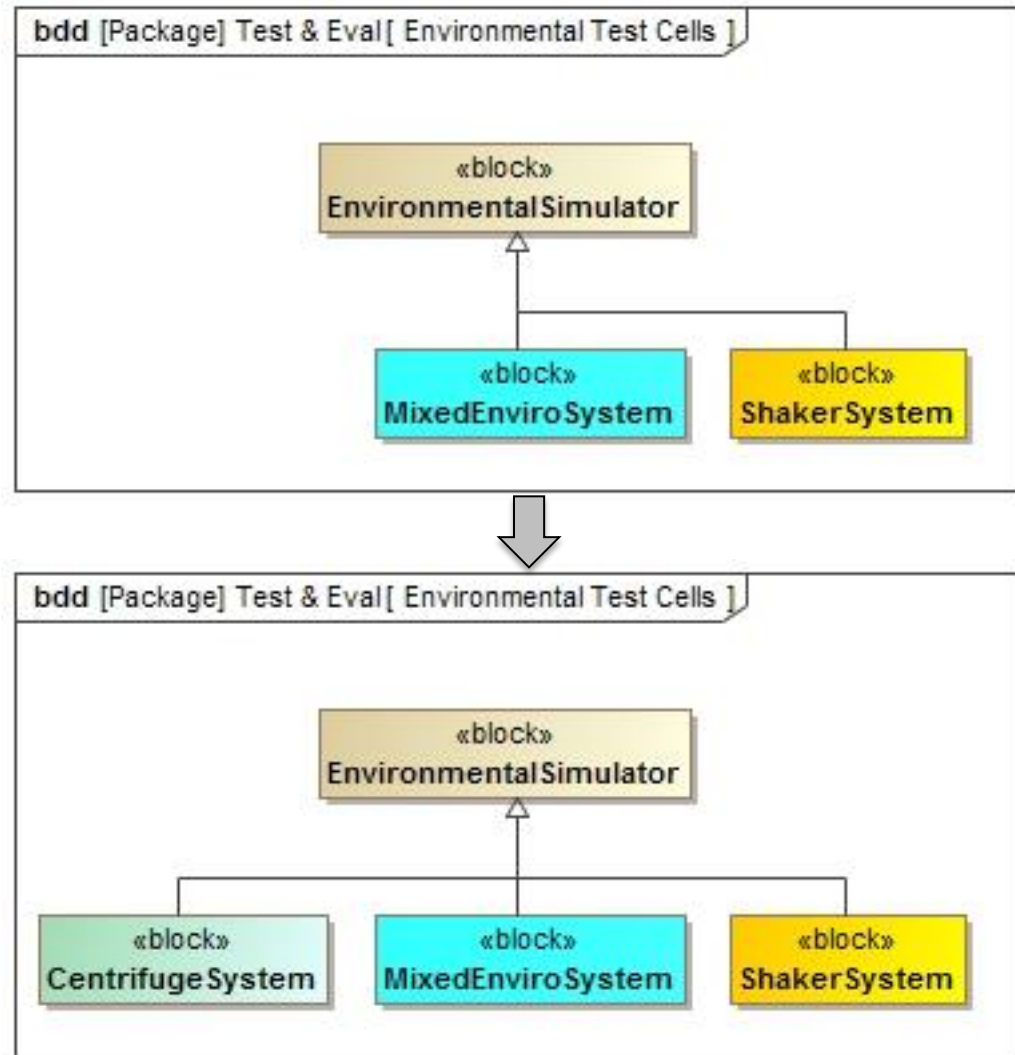 bdd [Package] Test & Eval[ Environmental Test Cells ]
«block»
EnvironmentalSimulator
«block»
MixedEnviroSystem
«block»
ShakerSystem
bdd [Package] Test & Eval[ Environmental Test Cells ]
«block»
EnvironmentalSimulator
«block»
CentrifugeSystem
«block»
MixedEnviroSystem
«block»
ShakerSystem